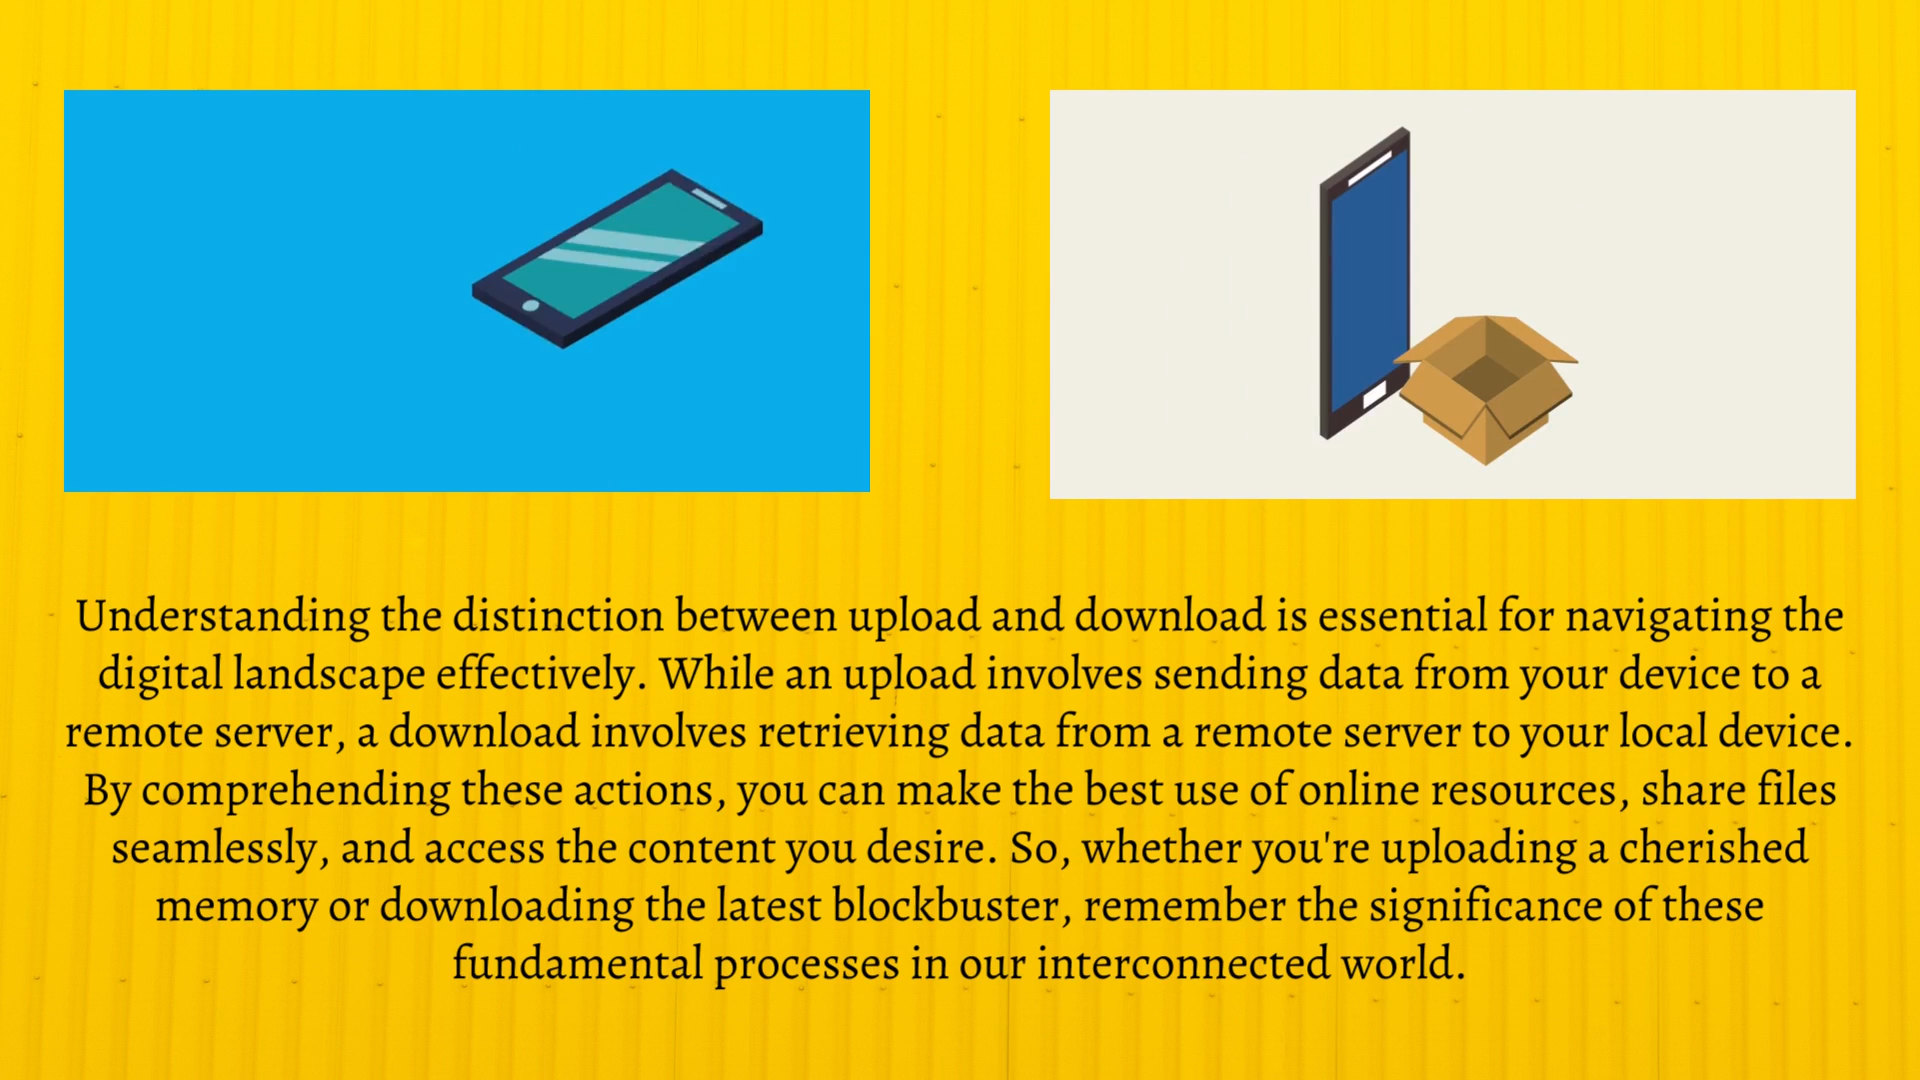 Understanding the distinction between upload and download is essential for navigating the
digital landscape effectively. While an upload involves sending data from your device to a
remote server, a download involves retrieving data from a remote server to your local device.
By comprehending these actions, you can make the best use of online resources, share files
seamlessly, and access the content you desire. So, whether you're uploading a cherished
memory or downloading the latest blockbuster, remember the significance of these
fundamental processes in our interconnected world.